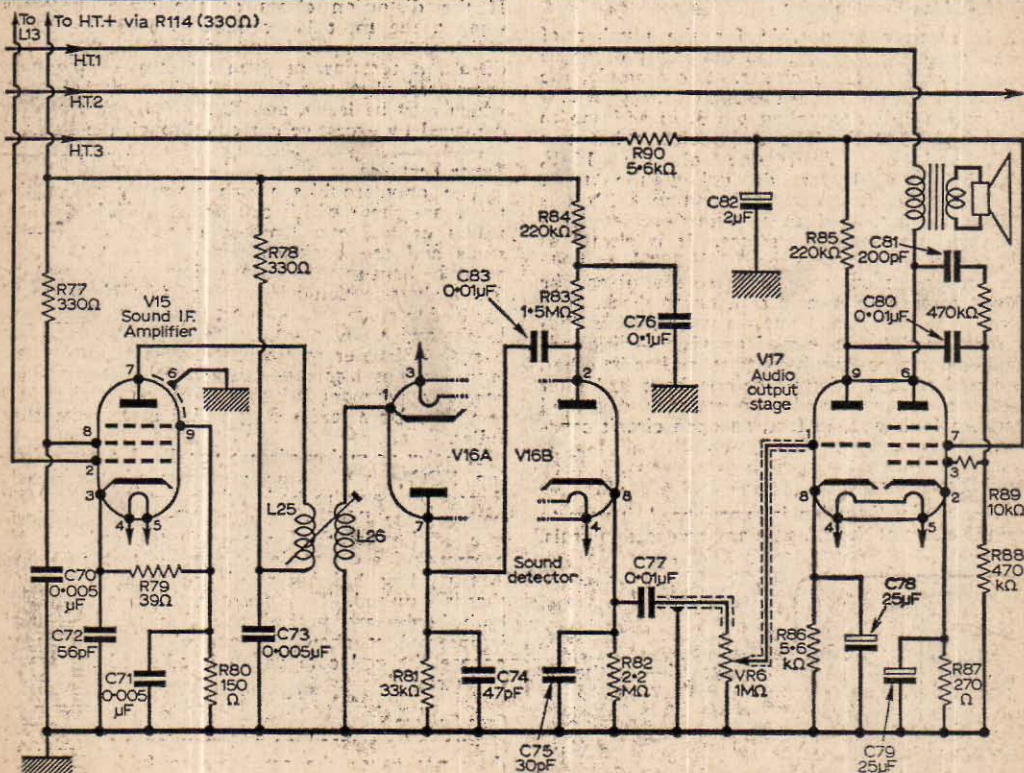 To
L13
To H.T.+ via R114 (330Ω).
H.T.1
H.T.2
H.T.3
R90
5·6kΩ
C82
2µF
R84
220kΩ
R85
220kΩ
C81
200pF
R78
330Ω
C83
0·01µF
R83
1·5MΩ
R77
330Ω
V15
Sound I.F.
Amplifier
C76
0·1µF
C80
0·01µF
470kΩ
V17
Audio
output
stage
7
6
3
2
9
6
1
9
8
2
3
4
5
V16A
V16B
1
7
3
8
2
4
5
7
8
4
L25
L26
R89
10kΩ
Sound
detector
C70
0·005
µF
R79
39Ω
C77
0·01µF
C78
25µF
R88
470
kΩ
C72
56pF
C73
0·005µF
R86
5·6
kΩ
C71
0·005
µF
R80
150
Ω
R81
33kΩ
C74
47pF
R82
2·2
MΩ
VR6
1MΩ
R87
270
Ω
C75
30pF
C79
25µF